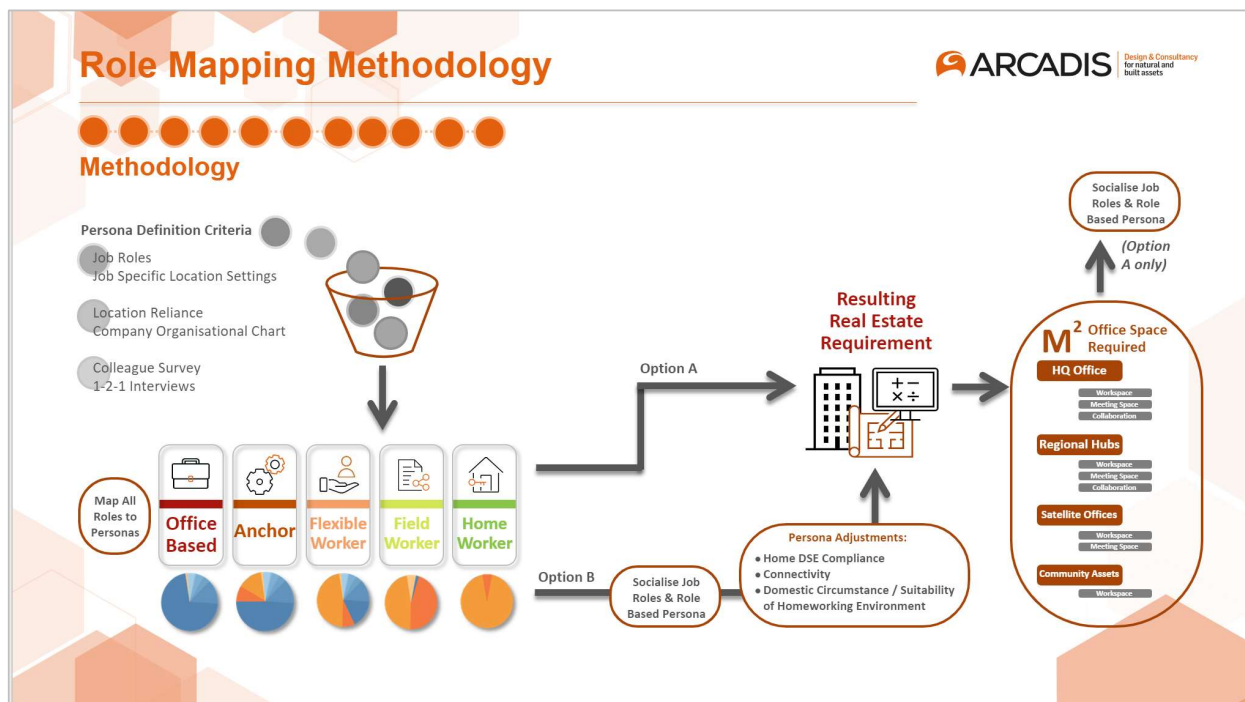 Role Mapping Methodology
ARCADIS
Design & Consultancy
for natural and
built assets
Methodology
Persona Definition Criteria
Job Roles
Job Specific Location Settings
Location Reliance
Company Organisational Chart
Colleague Survey
1-2-1 Interviews
Map All
Roles to
Personas
Office
Based
Anchor
Flexible
Worker
Field
Worker
Home
Worker
Option A
Option B
Socialise Job
Roles & Role
Based Persona
Persona Adjustments:
• Home DSE Compliance
• Connectivity
• Domestic Circumstance / Suitability
of Homeworking Environment
Resulting
Real Estate
Requirement
+ −
× ÷
Socialise Job
Roles & Role
Based Persona
(Option
A only)
M² Office Space
Required
HQ Office
Workspace
Meeting Space
Collaboration
Regional Hubs
Workspace
Meeting Space
Collaboration
Satellite Offices
Workspace
Meeting Space
Community Assets
Workspace